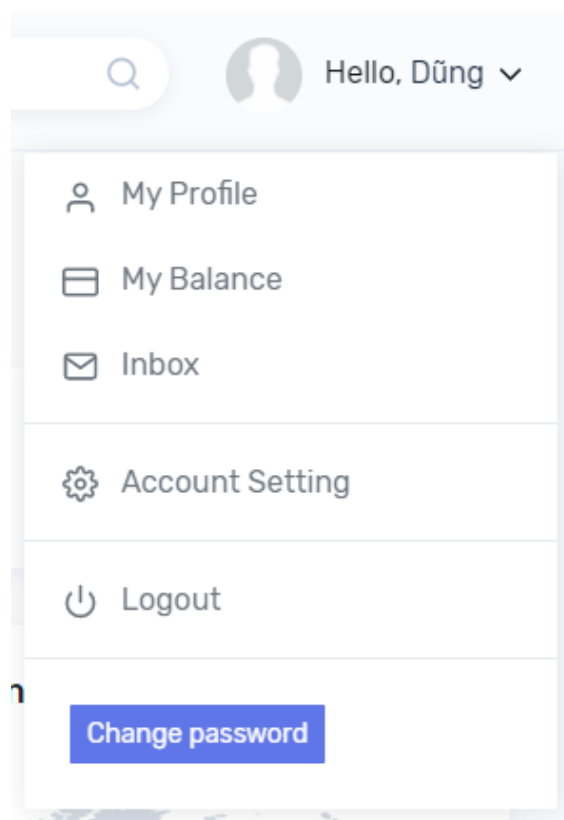 Hello, Dũng
My Profile
My Balance
Inbox
Account Setting
Logout
n
Change password